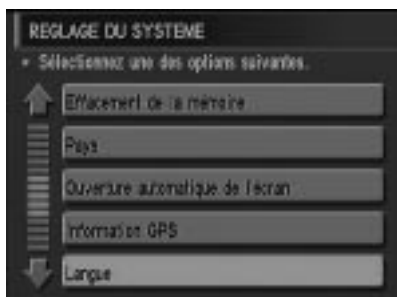 REGLAGE DU SYSTEME
• Sélectionnez une des options suivantes.
Effacement de la mémoire
Pays
Ouverture automatique de l'écran
Information GPS
Langue